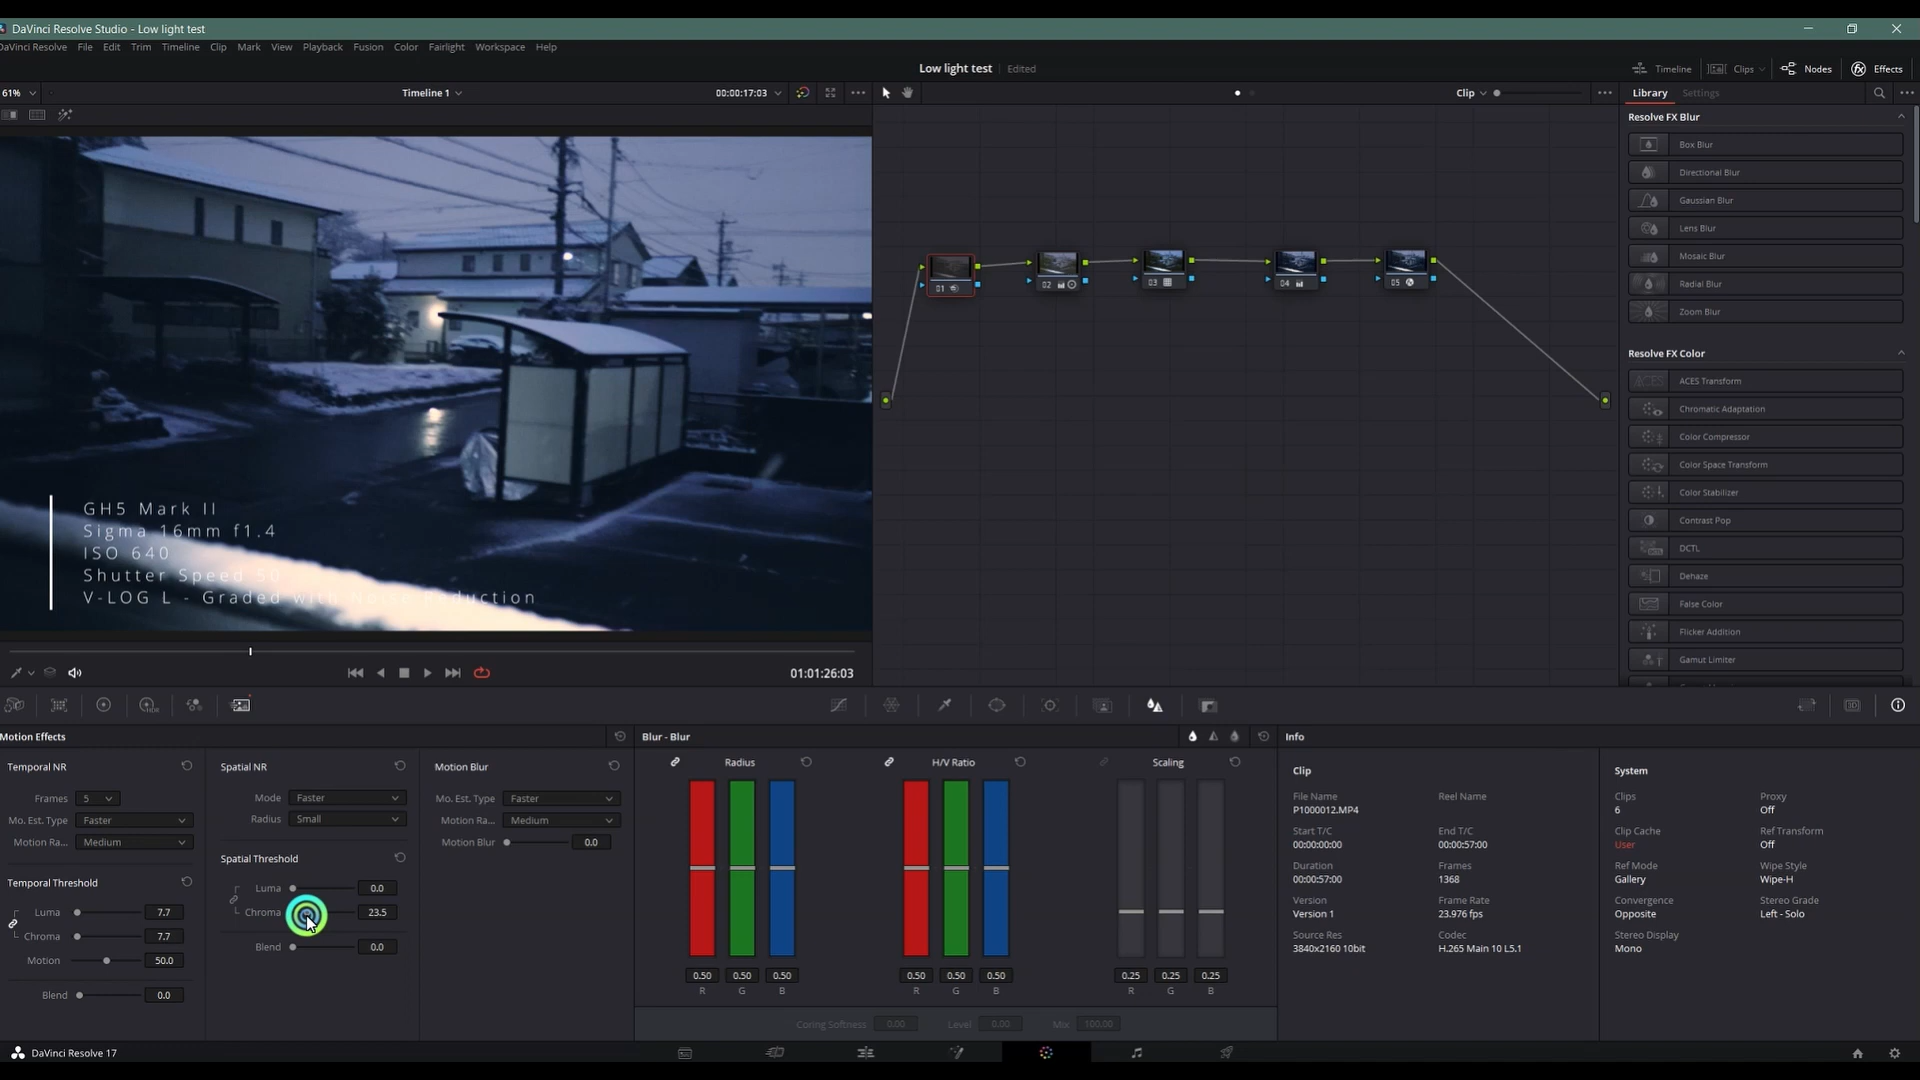 DaVinci Resolve Studio - Low light test
DaVinci Resolve File Edit Trim Timeline Clip Mark View Playback Fusion Color Fairlight Workspace Help
Low light test Edited
Timeline Clips Nodes Effects
61% Timeline 1 00:00:17:03 Clip Library Settings
Resolve FX Blur
Box Blur
Directional Blur
Gaussian Blur
Lens Blur
Mosaic Blur
Radial Blur
Zoom Blur
Resolve FX Color
ACES Transform
Chromatic Adaptation
Color Compressor
Color Space Transform
Color Stabilizer
Contrast Pop
DCTL
Dehaze
False Color
Flicker Addition
Gamut Limiter
01 02 03 04 05
GH5 Mark II
Sigma 16mm f1.4
ISO 640
Shutter Speed 50
V-LOG L - Graded with Noise Reduction
01:01:26:03
Motion Effects
Temporal NR
Frames 5
Mo. Est. Type Faster
Motion Ra... Medium
Temporal Threshold
Luma 7.7
Chroma 7.7
Motion 50.0
Blend 0.0
Spatial NR
Mode Faster
Radius Small
Spatial Threshold
Luma 0.0
Chroma 23.5
Blend 0.0
Motion Blur
Mo. Est. Type Faster
Motion Ra... Medium
Motion Blur 0.0
Blur - Blur
Radius H/V Ratio Scaling
0.50 0.50 0.50 0.50 0.50 0.50 0.25 0.25 0.25
R G B R G B R G B
Coring Softness 0.00 Level 0.00 Mix 100.00
Info
Clip
File Name Reel Name
P1000012.MP4
Start T/C End T/C
00:00:00:00 00:00:57:00
Duration Frames
00:00:57:00 1368
Version Frame Rate
Version 1 23.976 fps
Source Res Codec
3840x2160 10bit H.265 Main 10 L5.1
System
Clips Proxy
6 Off
Clip Cache Ref Transform
User Off
Ref Mode Wipe Style
Gallery Wipe-H
Convergence Stereo Grade
Opposite Left - Solo
Stereo Display
Mono
DaVinci Resolve 17